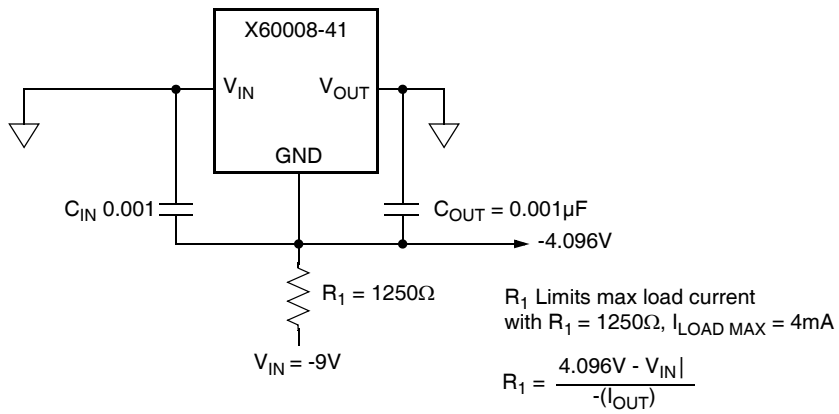 X60008-41
V_IN V_OUT
GND
C_IN 0.001
C_OUT = 0.001µF
-4.096V
R_1 = 1250Ω
V_IN = -9V
R_1 Limits max load current
with R_1 = 1250Ω, I_LOAD MAX = 4mA
R_1 = 4.096V - V_IN| / -(I_OUT)